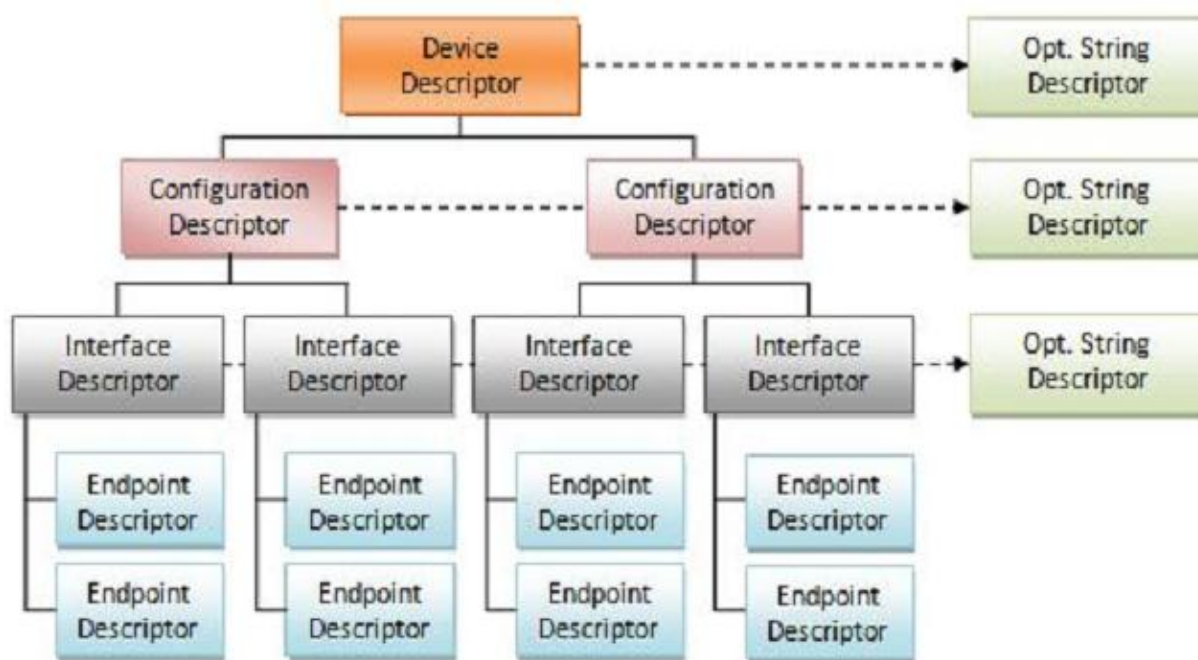 Device
Descriptor
Opt. String
Descriptor
Configuration
Descriptor
Configuration
Descriptor
Opt. String
Descriptor
Interface
Descriptor
Interface
Descriptor
Interface
Descriptor
Interface
Descriptor
Opt. String
Descriptor
Endpoint
Descriptor
Endpoint
Descriptor
Endpoint
Descriptor
Endpoint
Descriptor
Endpoint
Descriptor
Endpoint
Descriptor
Endpoint
Descriptor
Endpoint
Descriptor